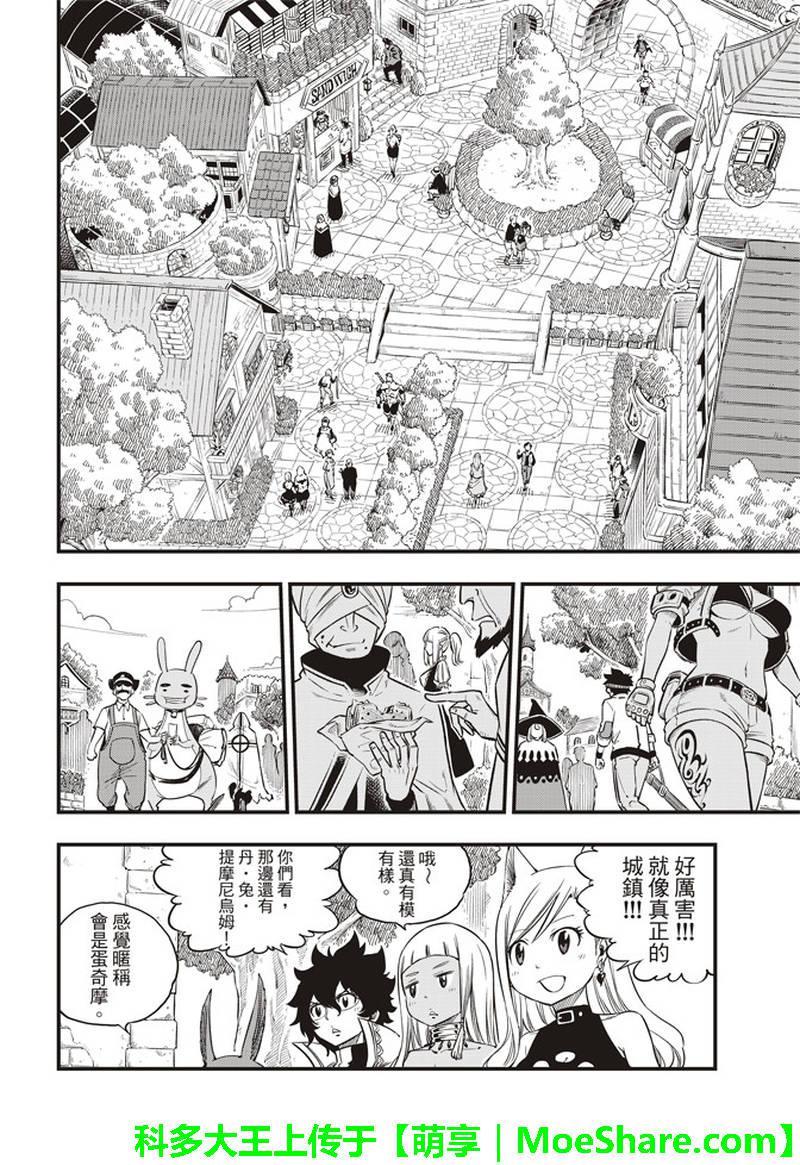 SANDWICH
好厲害!!!
就像真正的
城鎮!!!
哦～
還真有模
有樣。
你們看，
那邊還有
丹·兔·
提摩尼烏姆！
感覺暱稱
會是蛋奇摩。
科多大王上传于【萌享 | MoeShare.com】